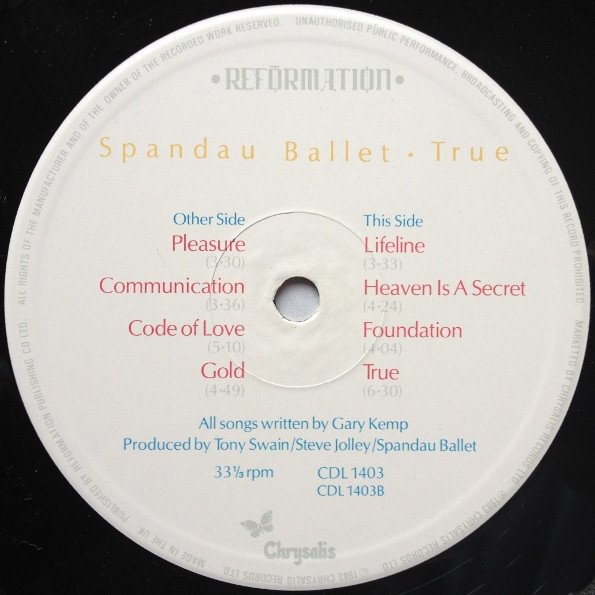 ALL RIGHTS OF THE MANUFACTURER AND OF THE OWNER OF THE RECORDED WORK RESERVED. UNAUTHORISED PUBLIC PERFORMANCE, BROADCASTING AND COPYING OF THIS RECORD PROHIBITED.
• REFORMATION •
Spandau Ballet • True
Other Side
Pleasure
(3•30)
Communication
(3•36)
Code of Love
(5•10)
Gold
(4•49)
This Side
Lifeline
(3•33)
Heaven Is A Secret
(4•24)
Foundation
(4•04)
True
(6•30)
All songs written by Gary Kemp
Produced by Tony Swain/Steve Jolley/Spandau Ballet
33⅓ rpm
CDL 1403
CDL 1403B
Chrysalis
MADE IN THE UK. PUBLISHED BY REFORMATION PUBLISHING CO LTD.
℗ 1983 CHRYSALIS RECORDS LTD. © 1983 CHRYSALIS RECORDS LTD. MARKETED BY CHRYSALIS RECORDS LTD.